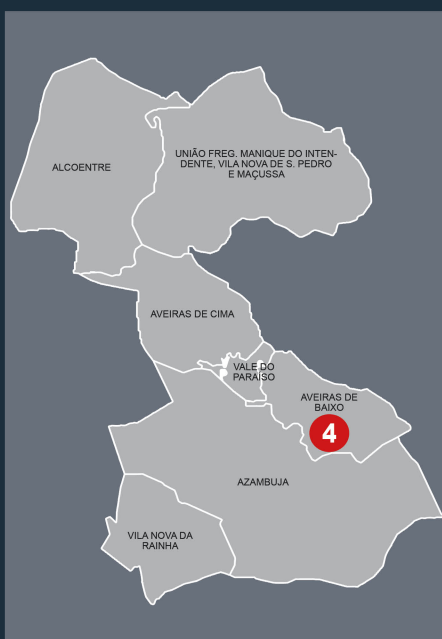 ALCOENTRE
UNIÃO FREG. MANIQUE DO INTEN-
DENTE, VILA NOVA DE S. PEDRO
E MAÇUSSA
AVEIRAS DE CIMA
VALE DO
PARAÍSO
AVEIRAS DE
BAIXO
4
AZAMBUJA
VILA NOVA DA
RAINHA